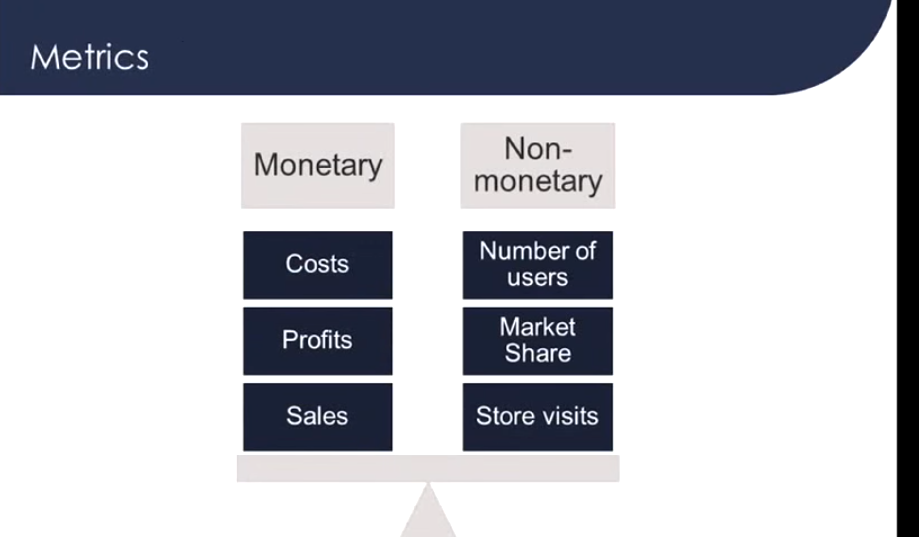 Metrics
Monetary
Non-
monetary
Costs
Number of
users
Profits
Market
Share
Sales
Store visits